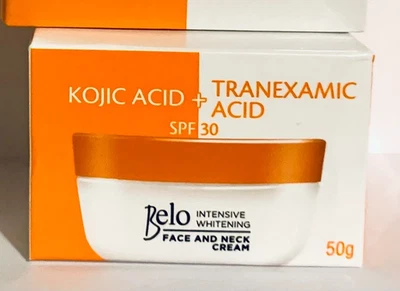 KOJIC ACID + TRANEXAMIC
ACID
SPF 30
Belo INTENSIVE
WHITENING
FACE AND NECK
CREAM
50g